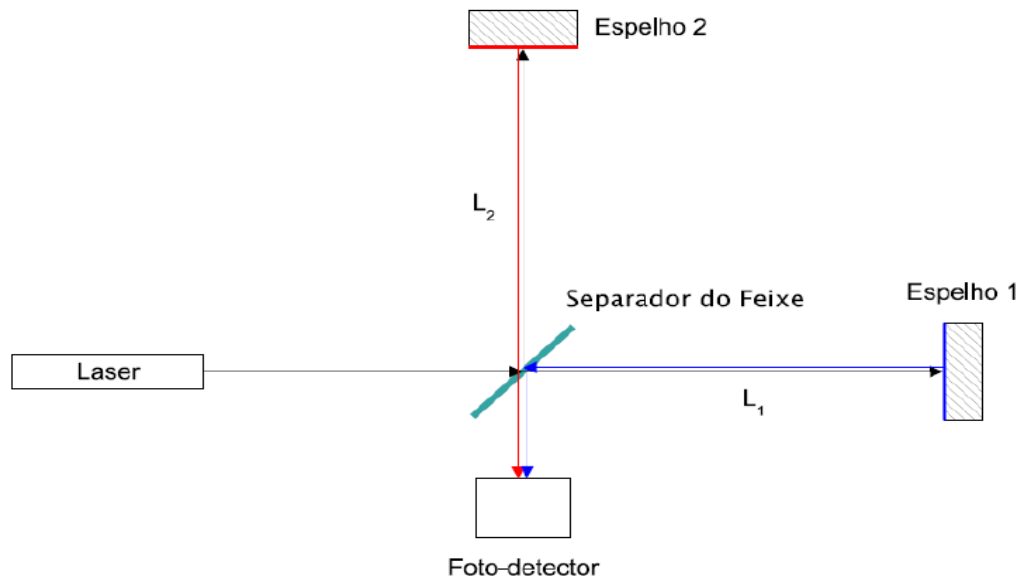 Espelho 2
L2
Separador do Feixe
Espelho 1
Laser
L1
Foto-detector